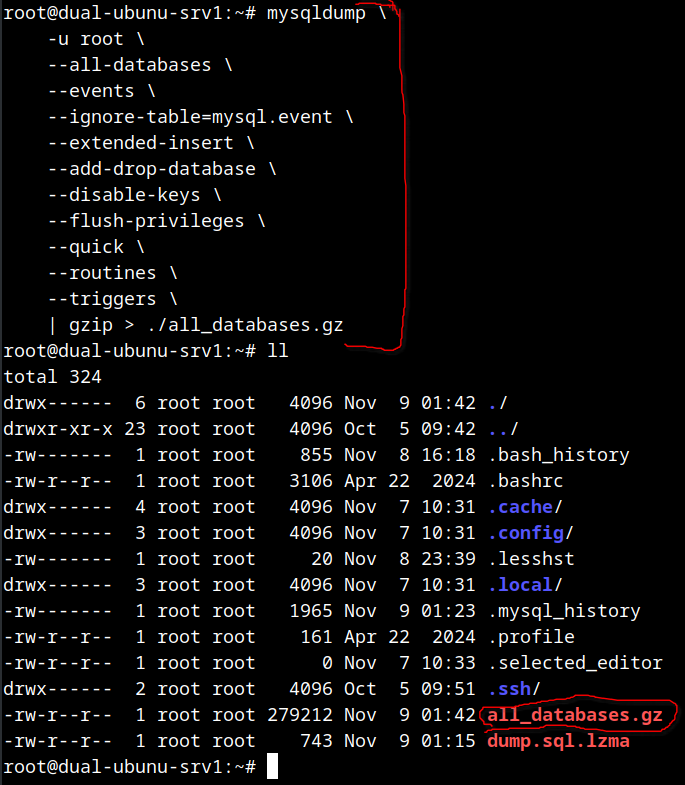 root@dual-ubunu-srv1:~# mysqldump \
    -u root \
    --all-databases \
    --events \
    --ignore-table=mysql.event \
    --extended-insert \
    --add-drop-database \
    --disable-keys \
    --flush-privileges \
    --quick \
    --routines \
    --triggers \
    | gzip > ./all_databases.gz
root@dual-ubunu-srv1:~# ll
total 324
drwx------  6 root root   4096 Nov  9 01:42 ./
drwxr-xr-x 23 root root   4096 Oct  5 09:42 ../
-rw-------  1 root root    855 Nov  8 16:18 .bash_history
-rw-r--r--  1 root root   3106 Apr 22  2024 .bashrc
drwx------  4 root root   4096 Nov  7 10:31 .cache/
drwx------  3 root root   4096 Nov  7 10:31 .config/
-rw-------  1 root root     20 Nov  8 23:39 .lesshst
drwx------  3 root root   4096 Nov  7 10:31 .local/
-rw-------  1 root root   1965 Nov  9 01:23 .mysql_history
-rw-r--r--  1 root root    161 Apr 22  2024 .profile
-rw-r--r--  1 root root      0 Nov  7 10:33 .selected_editor
drwx------  2 root root   4096 Oct  5 09:51 .ssh/
-rw-r--r--  1 root root 279212 Nov  9 01:42 all_databases.gz
-rw-r--r--  1 root root    743 Nov  9 01:15 dump.sql.lzma
root@dual-ubunu-srv1:~#